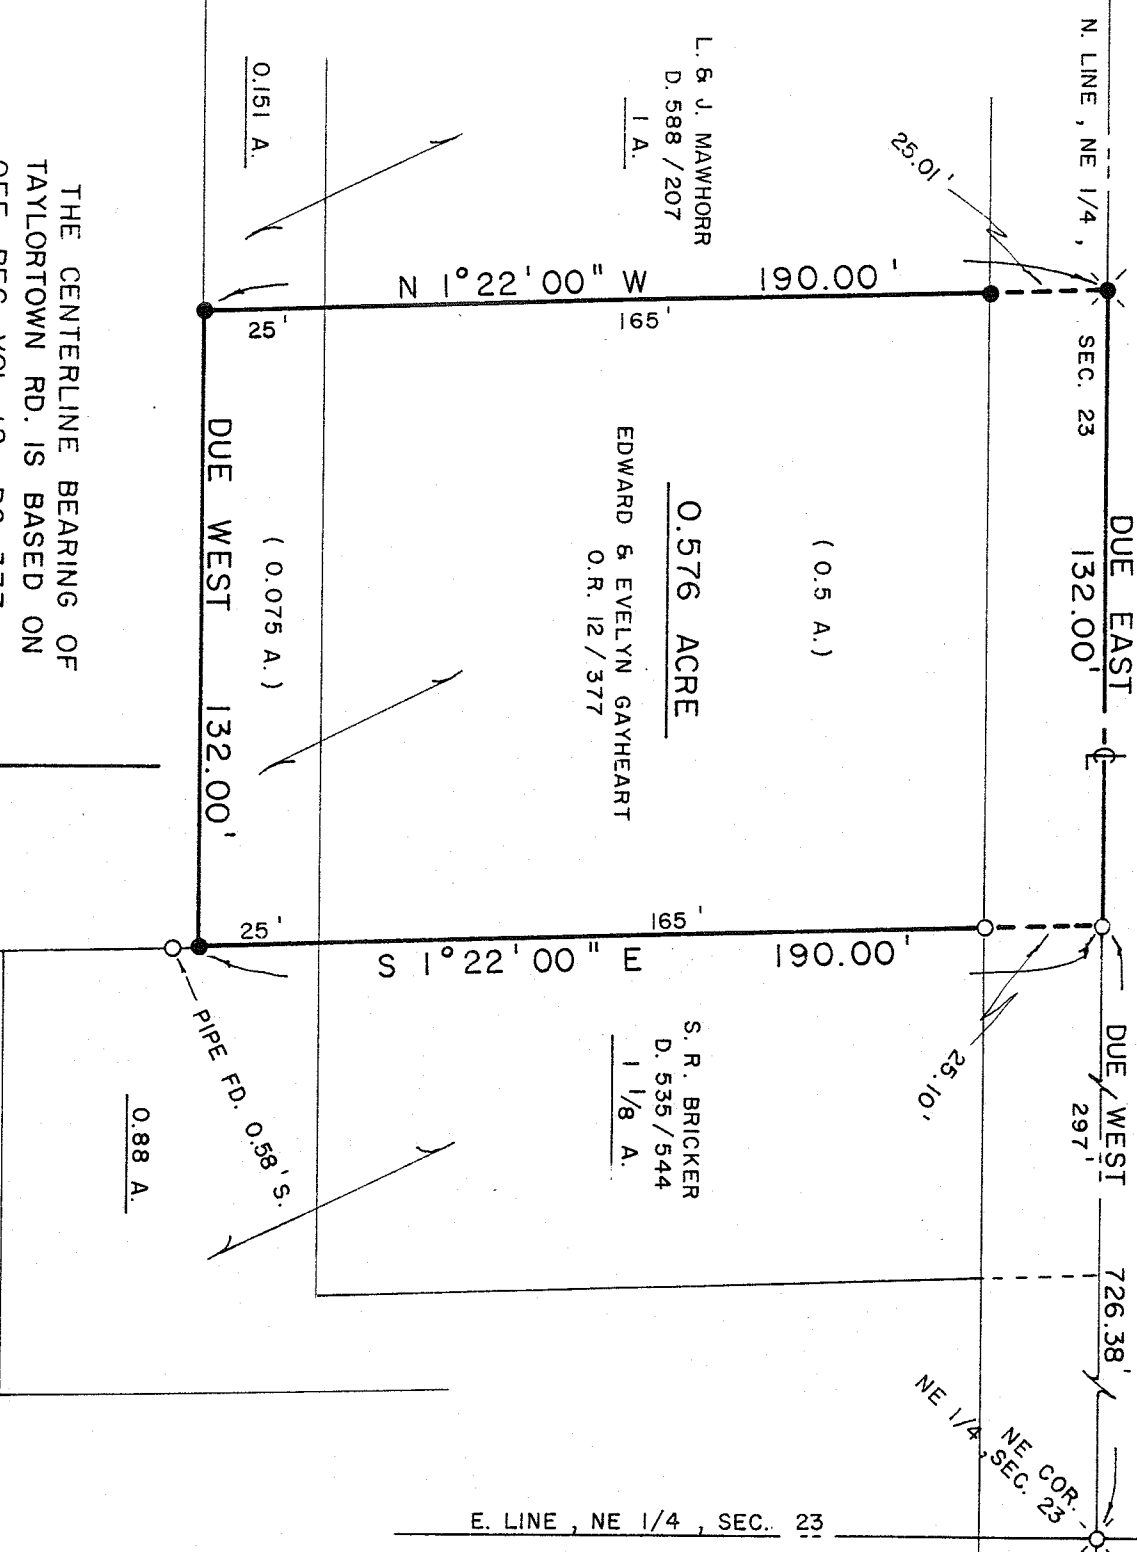 N. LINE , NE 1/4 ,
SEC. 23
DUE EAST
132.00'
℄
DUE WEST 726.38'
297'
NE COR.
NE 1/4 , SEC. 23
E. LINE , NE 1/4 , SEC. 23
25.01'
25.10'
L. & J. MAWHORR
D. 588 / 207
1 A.
0.151 A.
N 1°22'00" W 190.00'
165'
25'
( 0.5 A. )
0.576 ACRE
EDWARD & EVELYN GAYHEART
O.R. 12 / 377
( 0.075 A. )
DUE WEST 132.00'
165'
25'
S 1°22'00" E 190.00'
S. R. BRICKER
D. 535 / 544
1 1/8 A.
PIPE FD. 0.58' S.
0.88 A.
THE CENTERLINE BEARING OF
TAYLORTOWN RD. IS BASED ON